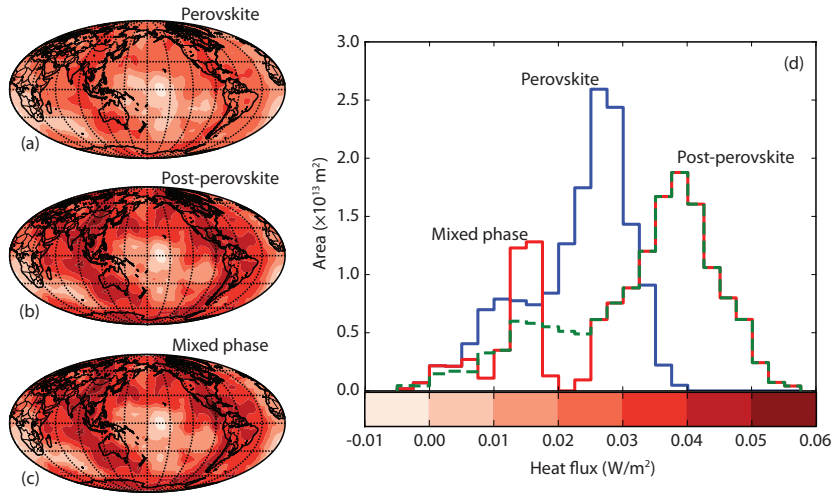 Perovskite
(a)
Post-perovskite
(b)
Mixed phase
(c)
(d)
3.0
2.5
2.0
1.5
1.0
0.5
0.0
Area (×10¹³ m²)
Perovskite
Post-perovskite
Mixed phase
-0.01 0.00 0.01 0.02 0.03 0.04 0.05 0.06
Heat flux (W/m²)